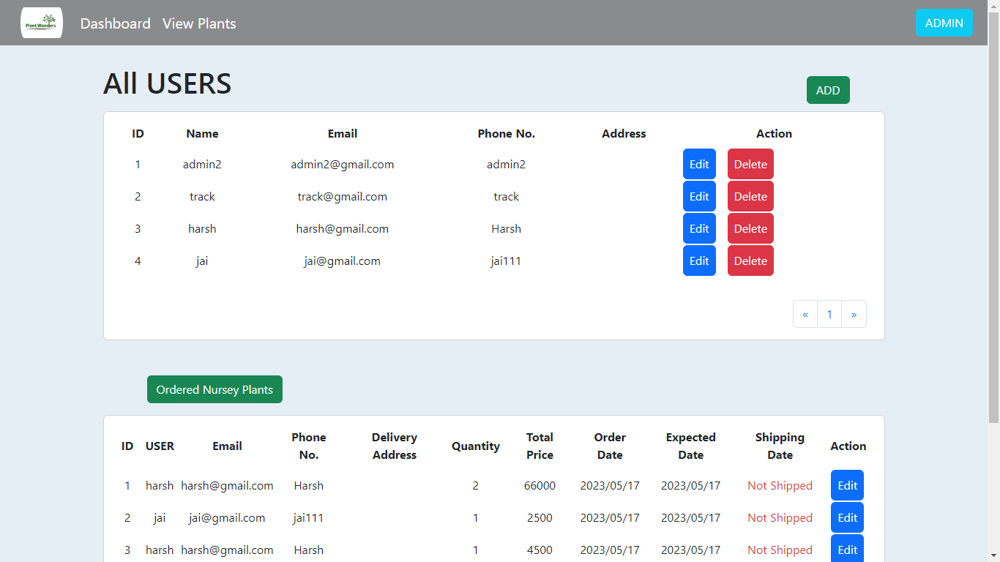 Plant Wonders
Dashboard View Plants ADMIN
All USERS
ADD
ID Name Email Phone No. Address Action
1 admin2 admin2@gmail.com admin2 Edit Delete
2 track track@gmail.com track Edit Delete
3 harsh harsh@gmail.com Harsh Edit Delete
4 jai jai@gmail.com jai111 Edit Delete
« 1 »
Ordered Nursey Plants
ID USER Email Phone No. Delivery Address Quantity Total Price Order Date Expected Date Shipping Date Action
1 harsh harsh@gmail.com Harsh 2 66000 2023/05/17 2023/05/17 Not Shipped Edit
2 jai jai@gmail.com jai111 1 2500 2023/05/17 2023/05/17 Not Shipped Edit
3 harsh harsh@gmail.com Harsh 1 4500 2023/05/17 2023/05/17 Not Shipped Edit